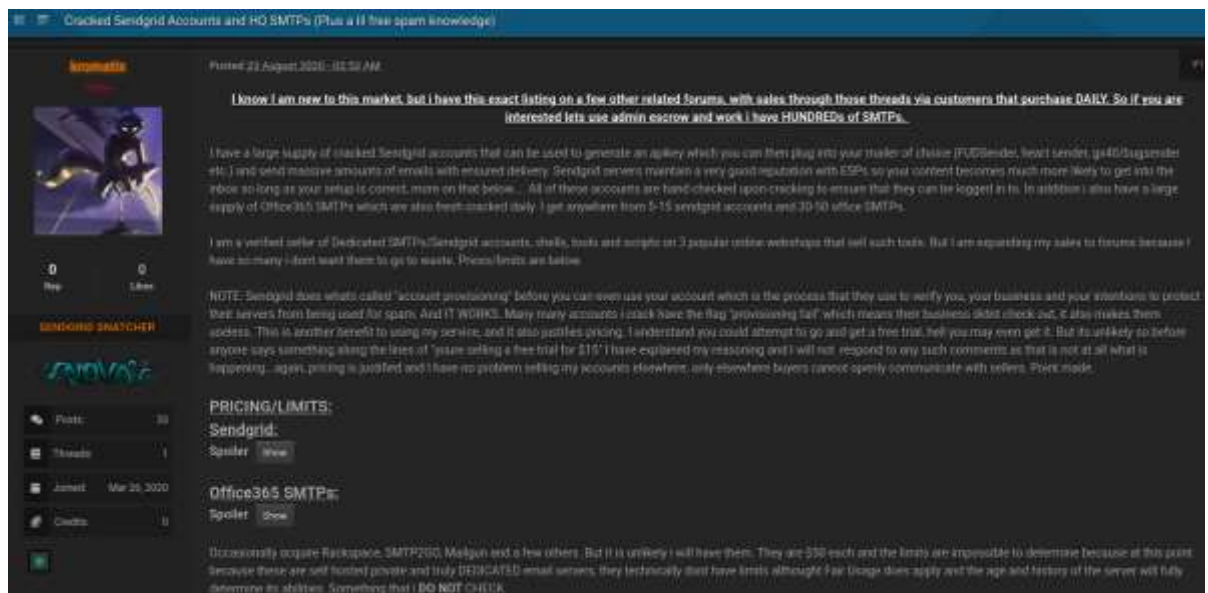 Cracked Sendgrid Accounts and HQ SMTPs (Plus a lil free spam knowledge)
kromatix
Posted 23 August 2020 - 02:53 AM
#1
I know I am new to this market, but i have this exact listing on a few other related forums, with sales through those threads via customers that purchase DAILY. So if you are
interested lets use admin escrow and work i have HUNDREDs of SMTPs.
I have a large supply of cracked Sendgrid accounts that can be used to generate an apikey which you can then plug into your mailer of choice (FUDSender, heart sender, gx40/Sugsender
etc.) and send massive amounts of emails with ensured delivery. Sendgrid servers maintain a very good reputation with ESPs so your content becomes much more likely to get into the
inbox so long as your setup is correct, more on that below... All of these accounts are hand-checked upon cracking to ensure that they can be logged in to. In addition i also have a large
supply of Office365 SMTPs which are also fresh cracked daily. I get anywhere from 5-15 sendgrid accounts and 20-50 office SMTPs.
I am a verified seller of Dedicated SMTPs/Sendgrid accounts, shells, tools and scripts on 3 popular online webshops that sell such tools. But I am expanding my sales to forums because I
have so many i dont want them to go to waste. Prices/limits are below.
0
0
Rep
Likes
NOTE: Sendgrid does whats called "account provisioning" before you can even use your account which is the process that they use to verify you, your business and your intentions to protect
their servers from being used for spam. And IT WORKS. Many many accounts i crack have the flag "provisioning fail" which means their business didnt check out, it also makes them
useless. This is another benefit to using my service, and it also justifies pricing. I understand you could attempt to go and get a free trial, hell you may even get it. But its unlikely so before
anyone says something along the lines of "youre selling a free trial for $15" I have explained my reasoning and I will not respond to any such comments as that is not at all what is
happening.. again, pricing is justified and I have no problem selling my accounts elsewhere, only elsewhere buyers cannot openly communicate with sellers. Point made.
SENDGRID SNATCHER
Posts: 33
Threads 1
Joined: Mar 26, 2020
Credits: 0
PRICING/LIMITS:
Sendgrid:
Spoiler Show
Office365 SMTPs:
Spoiler Show
Occasionally acquire Rackspace, SMTP2GO, Mailgun and a few others. But it is unlikely i will have them. They are $50 each and the limits are impossible to determine because at this point
because these are self hosted private and truly DEDICATED email servers, they technically dont have limits althought Fair Usage does apply and the age and history of the server will fully
determine its abilities. Something that I DO NOT CHECK.